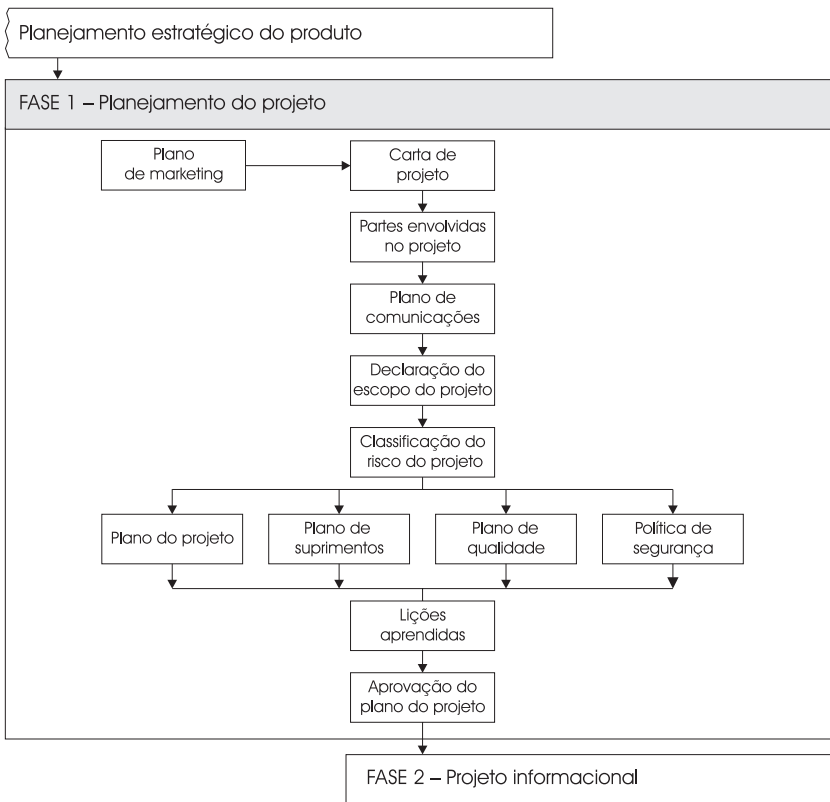 Planejamento estratégico do produto
FASE 1 – Planejamento do projeto
Plano
de marketing
Carta de
projeto
Partes envolvidas
no projeto
Plano de
comunicações
Declaração do
escopo do projeto
Classificação do
risco do projeto
Plano do projeto
Plano de
suprimentos
Plano de
qualidade
Política de
segurança
Lições
aprendidas
Aprovação do
plano do projeto
FASE 2 – Projeto informacional